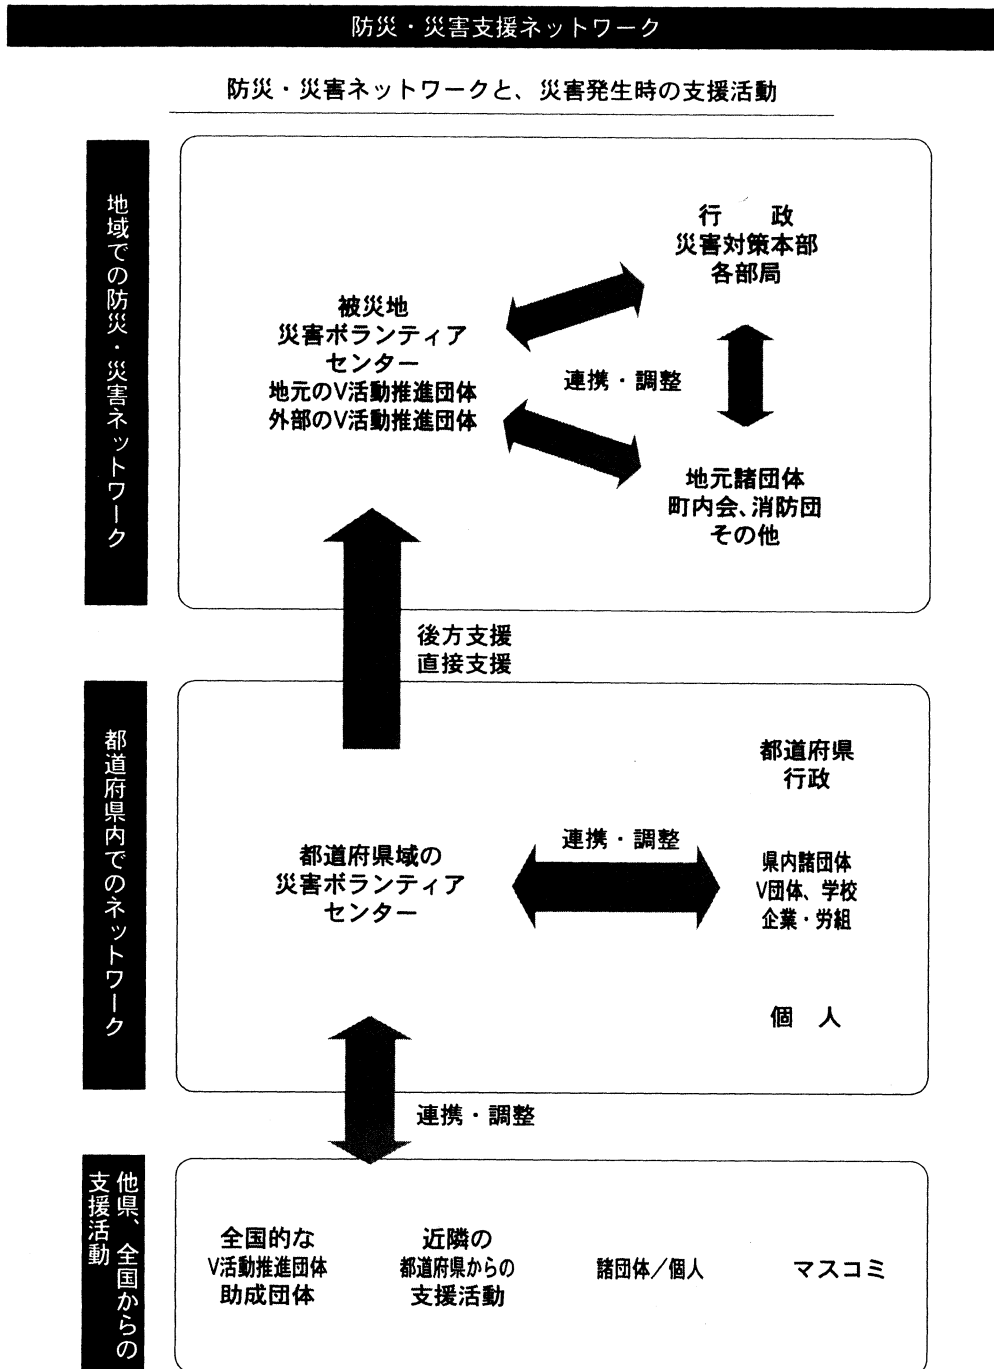 防災・災害支援ネットワーク
防災・災害ネットワークと、災害発生時の支援活動
地域での防災・災害ネットワーク
行　政
災害対策本部
各部局
被災地
災害ボランティア
センター
地元のV活動推進団体
外部のV活動推進団体
連携・調整
地元諸団体
町内会、消防団
その他
後方支援
直接支援
都道府県内でのネットワーク
都道府県
行政
都道府県域の
災害ボランティア
センター
連携・調整
県内諸団体
V団体、学校
企業・労組
個　人
連携・調整
他県、全国からの
支援活動
全国的な
V活動推進団体
助成団体
近隣の
都道府県からの
支援活動
諸団体／個人
マスコミ